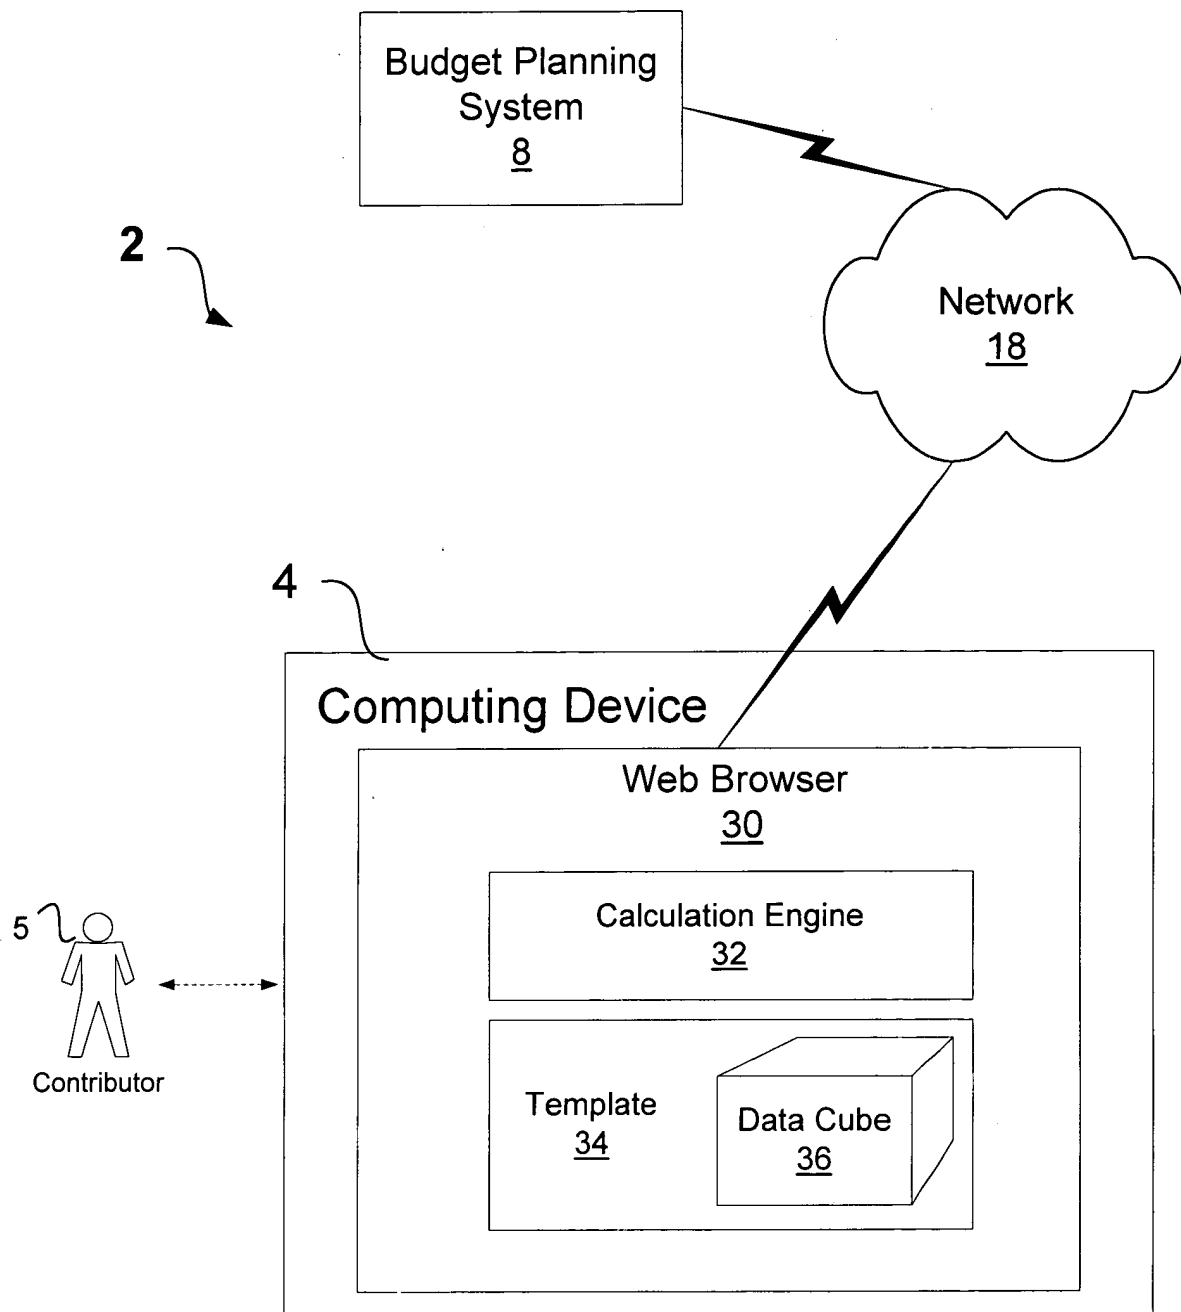 Budget Planning
System
8
2
Network
18
4
Computing Device
Web Browser
30
Calculation Engine
32
5
Contributor
Template
34
Data Cube
36